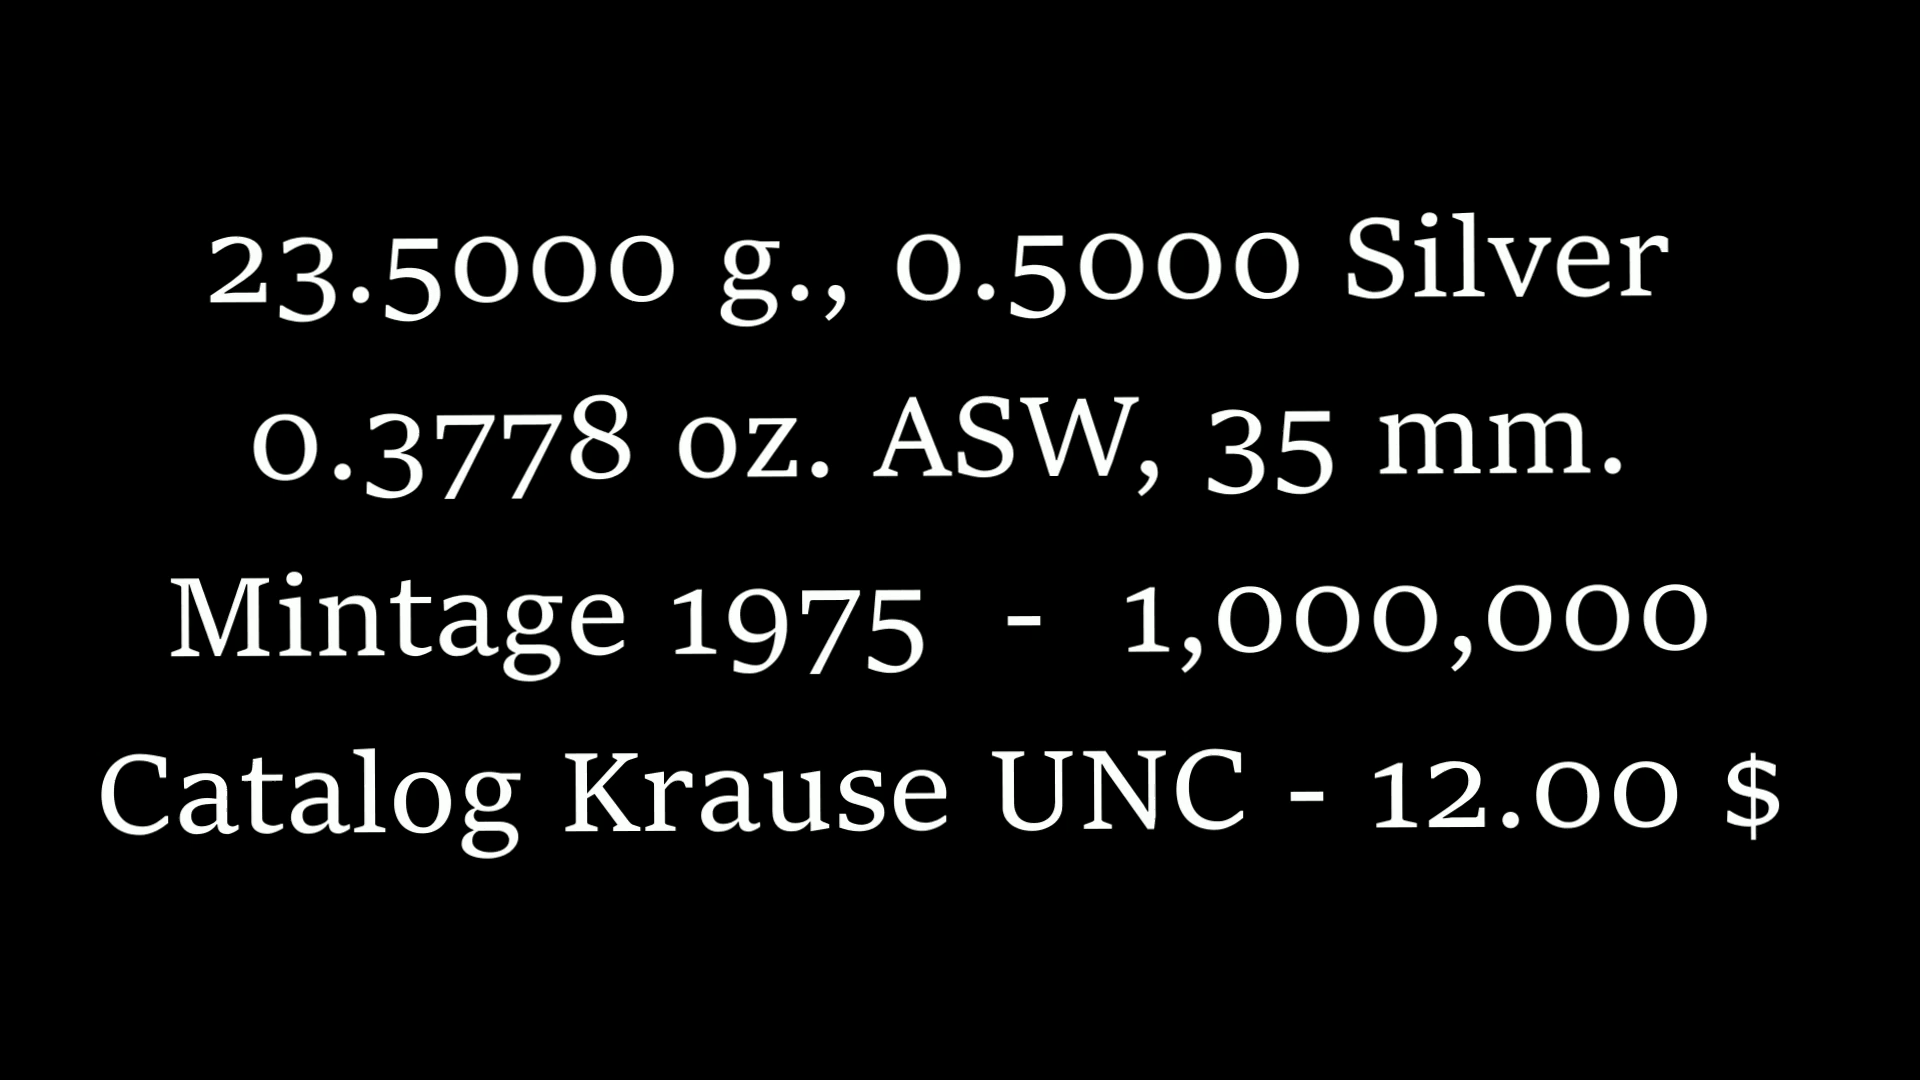 23.5000 g., 0.5000 Silver
0.3778 oz. ASW, 35 mm.
Mintage 1975 - 1,000,000
Catalog Krause UNC - 12.00 $